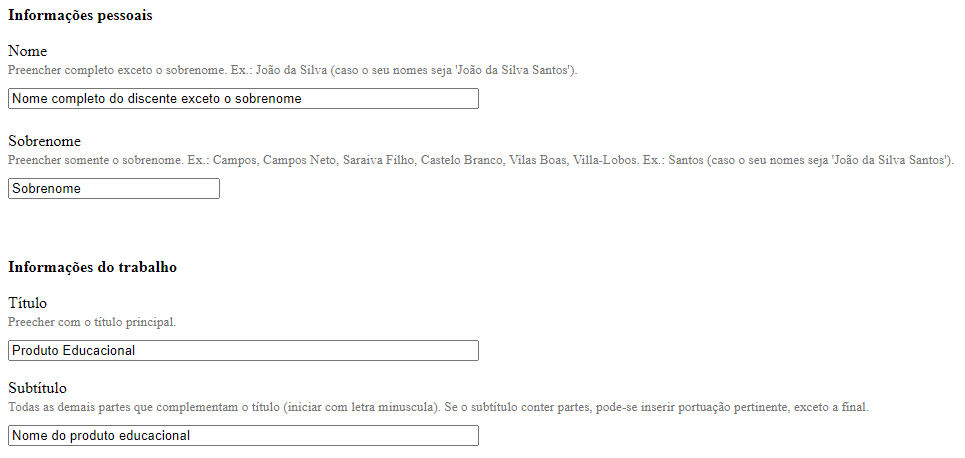 Informações pessoais
Nome
Preencher completo exceto o sobrenome. Ex.: João da Silva (caso o seu nomes seja 'João da Silva Santos').
Nome completo do discente exceto o sobrenome
Sobrenome
Preencher somente o sobrenome. Ex.: Campos, Campos Neto, Saraiva Filho, Castelo Branco, Vilas Boas, Villa-Lobos. Ex.: Santos (caso o seu nomes seja 'João da Silva Santos').
Sobrenome
Informações do trabalho
Título
Preecher com o título principal.
Produto Educacional
Subtítulo
Todas as demais partes que complementam o título (iniciar com letra minuscula). Se o subtítulo conter partes, pode-se inserir portuação pertinente, exceto a final.
Nome do produto educacional